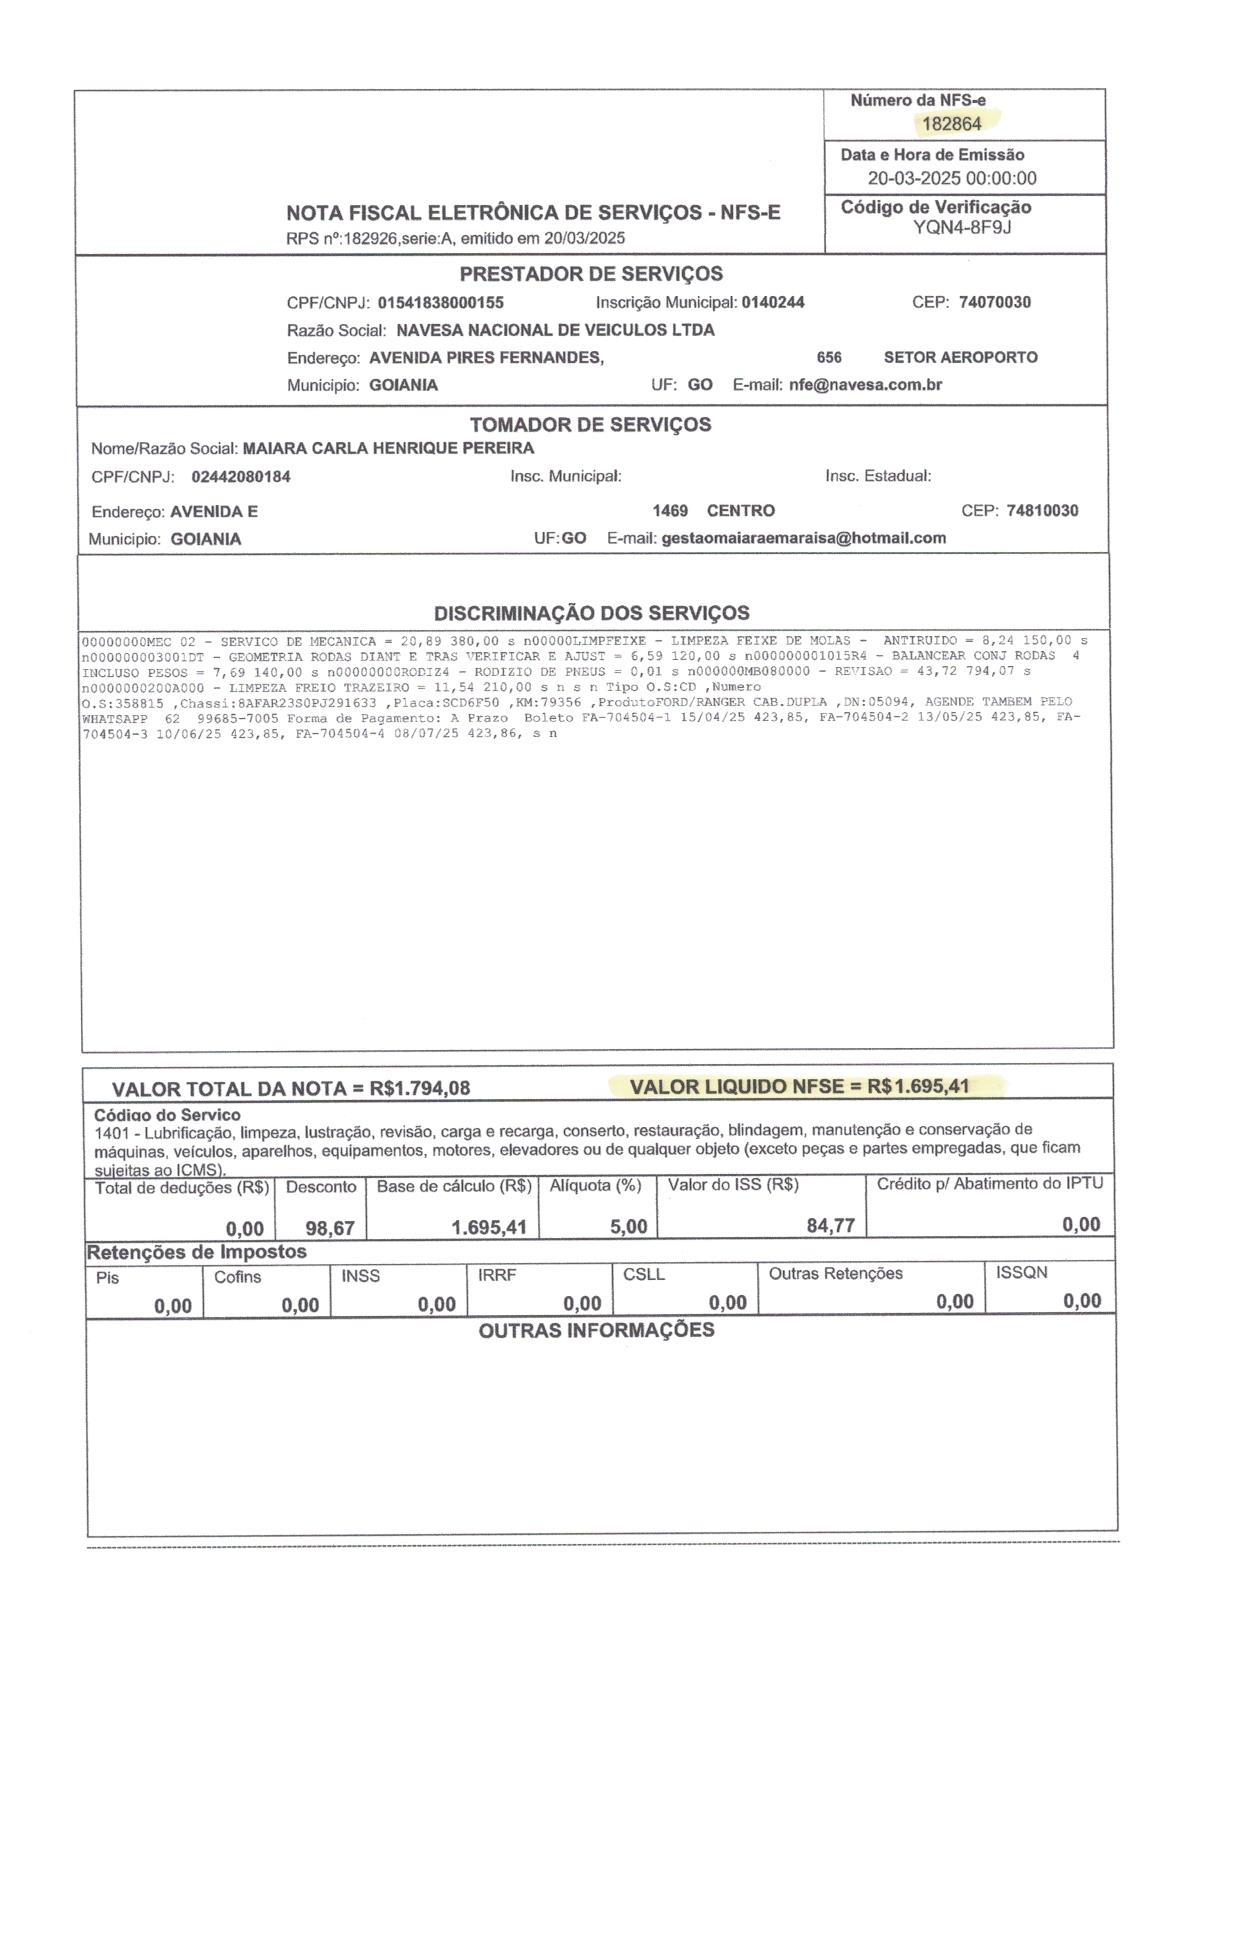 Número da NFS-e
182864
Data e Hora de Emissão
20-03-2025 00:00:00
NOTA FISCAL ELETRÔNICA DE SERVIÇOS - NFS-E
Código de Verificação
YQN4-8F9J
RPS nº:182926,serie:A, emitido em 20/03/2025
PRESTADOR DE SERVIÇOS
CPF/CNPJ: 01541838000155 Inscrição Municipal: 0140244 CEP: 74070030
Razão Social: NAVESA NACIONAL DE VEICULOS LTDA
Endereço: AVENIDA PIRES FERNANDES, 656 SETOR AEROPORTO
Municipio: GOIANIA UF: GO E-mail: nfe@navesa.com.br
TOMADOR DE SERVIÇOS
Nome/Razão Social: MAIARA CARLA HENRIQUE PEREIRA
CPF/CNPJ: 02442080184 Insc. Municipal: Insc. Estadual:
Endereço: AVENIDA E 1469 CENTRO CEP: 74810030
Municipio: GOIANIA UF:GO E-mail: gestaomaiaraemaraisa@hotmail.com
DISCRIMINAÇÃO DOS SERVIÇOS
00000000MEC 02 - SERVICO DE MECANICA = 20,89 380,00 s n00000LIMPFEIXE - LIMPEZA FEIXE DE MOLAS - ANTIRUIDO = 8,24 150,00 s
n000000003001DT - GEOMETRIA RODAS DIANT E TRAS VERIFICAR E AJUST = 6,59 120,00 s n000000001015R4 - BALANCEAR CONJ RODAS 4
INCLUSO PESOS = 7,69 140,00 s n00000000RODIZ4 - RODIZIO DE PNEUS = 0,01 s n000000MB080000 - REVISAO = 43,72 794,07 s
n0000000200A000 - LIMPEZA FREIO TRAZEIRO = 11,54 210,00 s n s n Tipo O.S:CD ,Numero
O.S:358815 ,Chassi:8AFAR23S0PJ291633 ,Placa:SCD6F50 ,KM:79356 ,ProdutoFORD/RANGER CAB.DUPLA ,DN:05094, AGENDE TAMBEM PELO
WHATSAPP 62 99685-7005 Forma de Pagamento: A Prazo Boleto FA-704504-1 15/04/25 423,85, FA-704504-2 13/05/25 423,85, FA-
704504-3 10/06/25 423,85, FA-704504-4 08/07/25 423,86, s n
VALOR TOTAL DA NOTA = R$1.794,08 VALOR LIQUIDO NFSE = R$1.695,41
Código do Servico
1401 - Lubrificação, limpeza, lustração, revisão, carga e recarga, conserto, restauração, blindagem, manutenção e conservação de
máquinas, veículos, aparelhos, equipamentos, motores, elevadores ou de qualquer objeto (exceto peças e partes empregadas, que ficam
sujeitas ao ICMS).
Total de deduções (R$) Desconto Base de cálculo (R$) Alíquota (%) Valor do ISS (R$) Crédito p/ Abatimento do IPTU
0,00 98,67 1.695,41 5,00 84,77 0,00
Retenções de Impostos
Pis Cofins INSS IRRF CSLL Outras Retenções ISSQN
0,00 0,00 0,00 0,00 0,00 0,00 0,00
OUTRAS INFORMAÇÕES